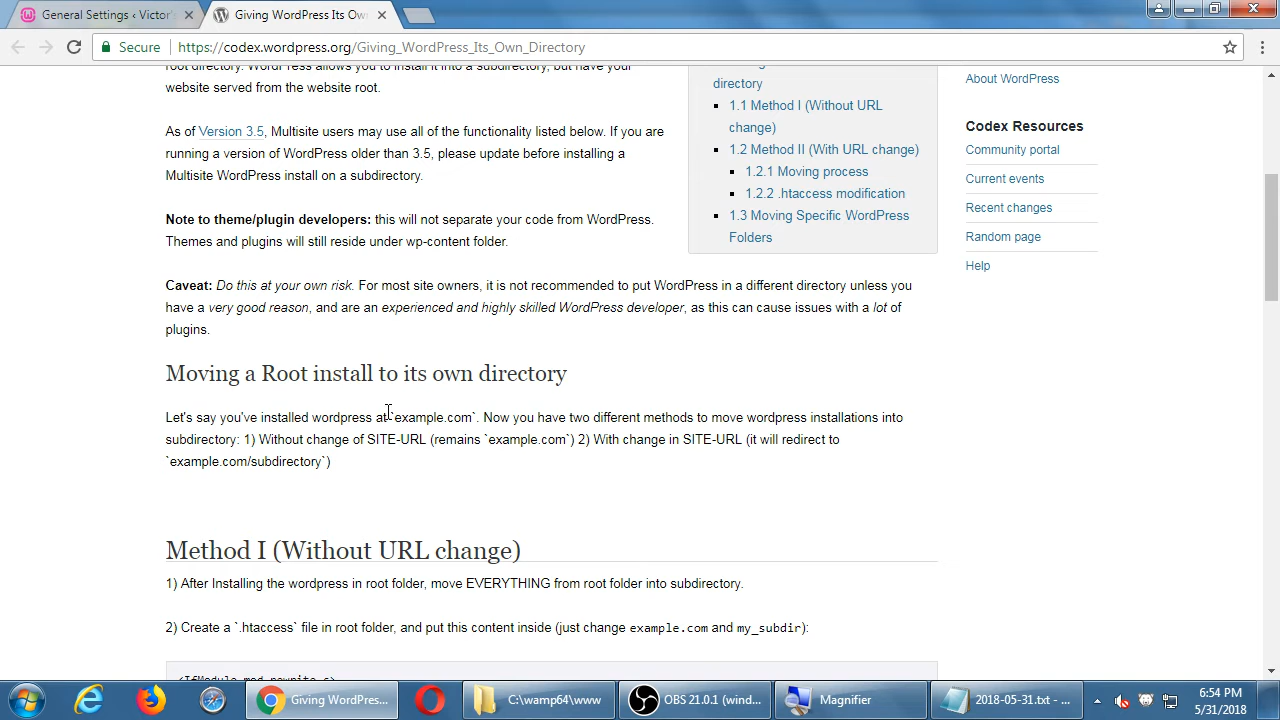 General Settings ‹ Victor's
Giving WordPress Its Own
Secure
https://codex.wordpress.org/Giving_WordPress_Its_Own_Directory
root directory. WordPress allows you to install it into a subdirectory, but have your
website served from the website root.
As of Version 3.5, Multisite users may use all of the functionality listed below. If you are
running a version of WordPress older than 3.5, please update before installing a
Multisite WordPress install on a subdirectory.
Note to theme/plugin developers: this will not separate your code from WordPress.
Themes and plugins will still reside under wp-content folder.
directory
1.1 Method I (Without URL
change)
1.2 Method II (With URL change)
1.2.1 Moving process
1.2.2 .htaccess modification
1.3 Moving Specific WordPress
Folders
About WordPress
Codex Resources
Community portal
Current events
Recent changes
Random page
Help
Caveat: Do this at your own risk. For most site owners, it is not recommended to put WordPress in a different directory unless you
have a very good reason, and are an experienced and highly skilled WordPress developer, as this can cause issues with a lot of
plugins.
Moving a Root install to its own directory
Let's say you've installed wordpress at `example.com`. Now you have two different methods to move wordpress installations into
subdirectory: 1) Without change of SITE-URL (remains `example.com`) 2) With change in SITE-URL (it will redirect to
`example.com/subdirectory`)
Method I (Without URL change)
1) After Installing the wordpress in root folder, move EVERYTHING from root folder into subdirectory.
2) Create a `.htaccess` file in root folder, and put this content inside (just change example.com and my_subdir):
<IfModule mod_rewrite.c>
Giving WordPres...
C:\wamp64\www
OBS 21.0.1 (wind...
Magnifier
2018-05-31.txt - ...
6:54 PM
5/31/2018